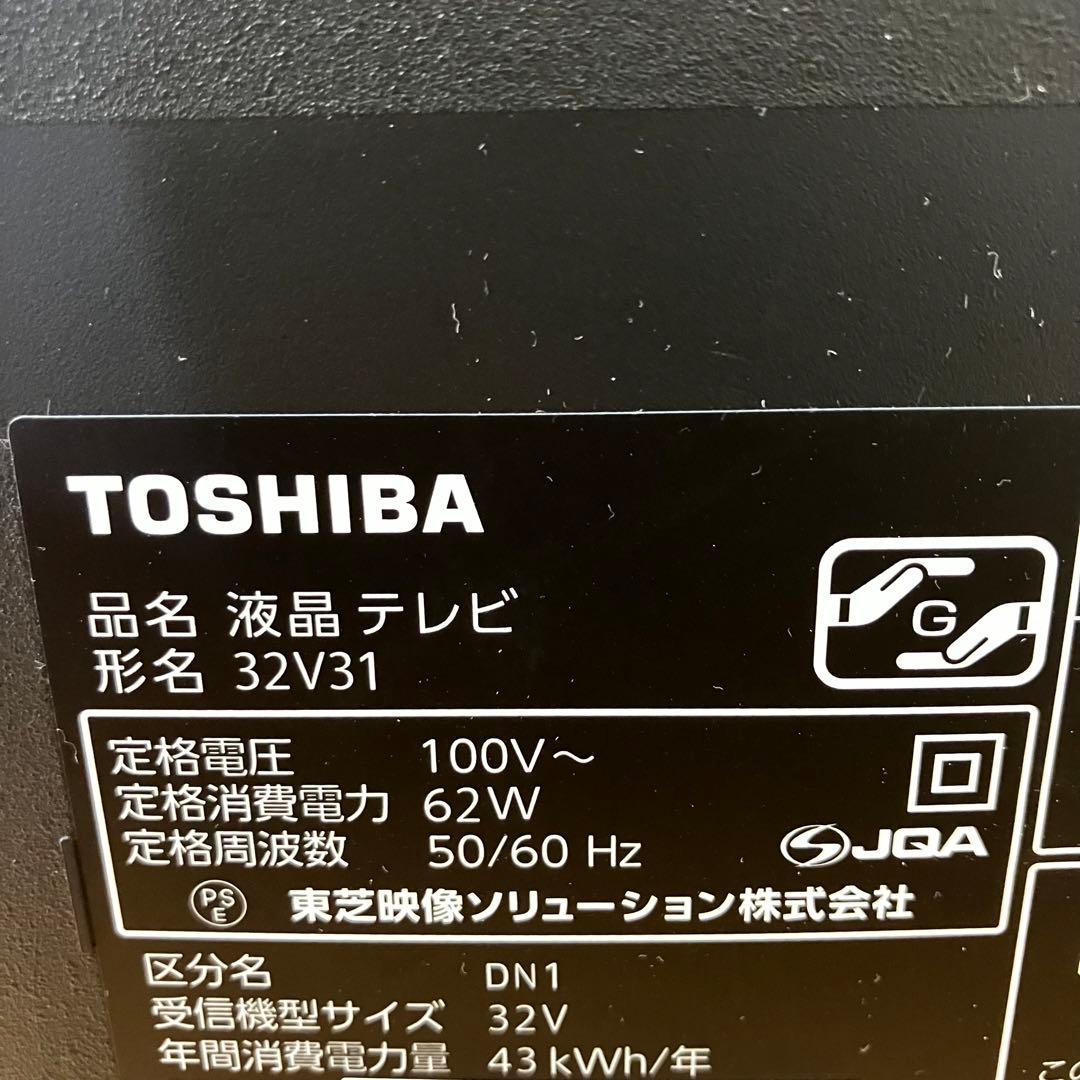 TOSHIBA
品名 液晶テレビ
形名 32V31
G
定格電圧 100V～
定格消費電力 62W
定格周波数 50/60 Hz
JQA
PSE 東芝映像ソリューション株式会社
区分名 DN1
受信機型サイズ 32V
年間消費電力量 43kWh/年
この